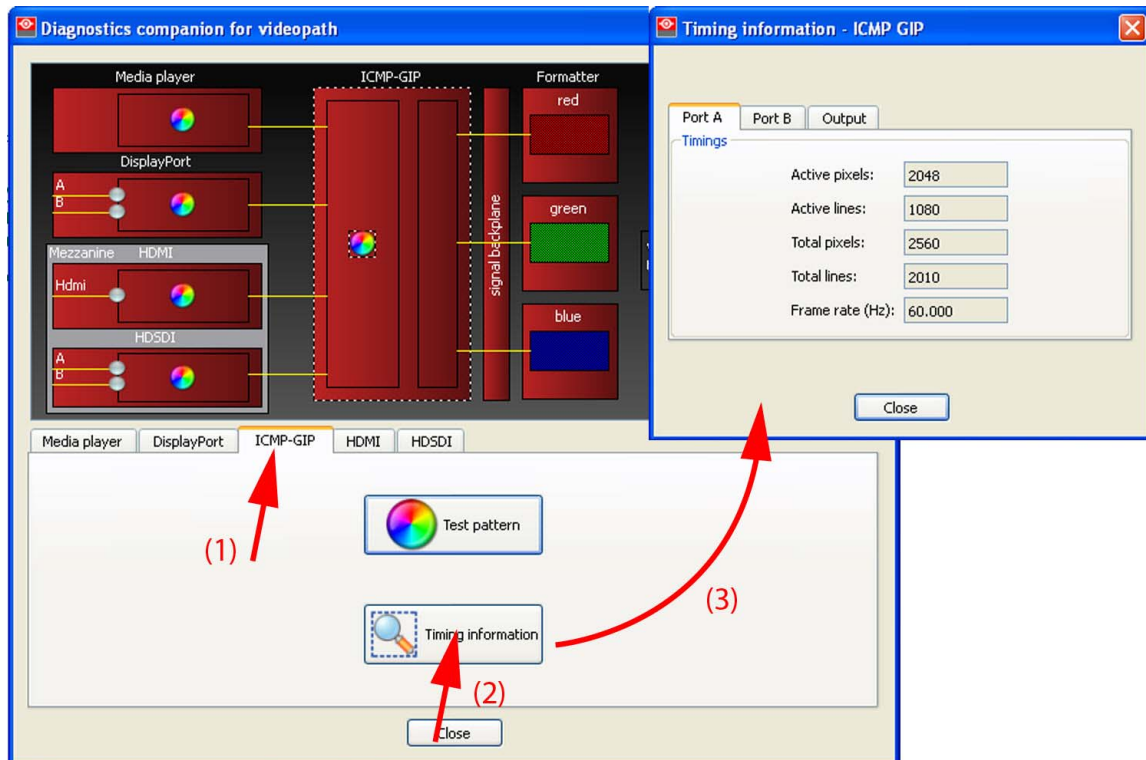 Diagnostics companion for videopath
Media player
ICMP-GIP
Formatter
red
DisplayPort
A
B
green
signal backplane
Mezzanine HDMI
Hdmi
HDSDI
A
B
blue
Media player
DisplayPort
ICMP-GIP
HDMI
HDSDI
(1)
Test pattern
Timing information
(2)
(3)
Close
Timing information - ICMP GIP
Port A
Port B
Output
Timings
Active pixels: 2048
Active lines: 1080
Total pixels: 2560
Total lines: 2010
Frame rate (Hz): 60.000
Close